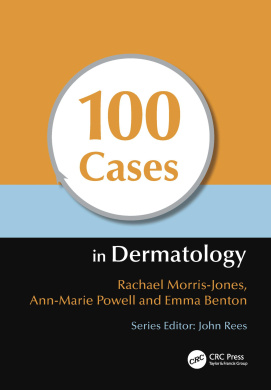 100
Cases
in Dermatology
Rachael Morris-Jones,
Ann-Marie Powell and Emma Benton
Series Editor: John Rees
CRC
CRC Press
Taylor & Francis Group